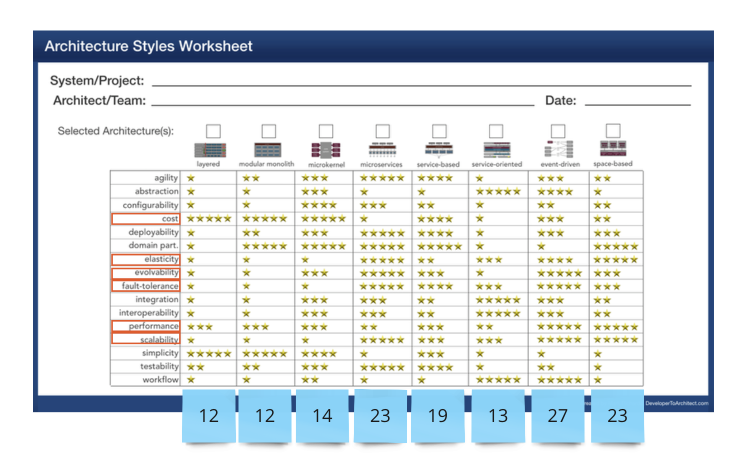 Architecture Styles Worksheet
System/Project:
Architect/Team: Date:
Selected Architecture(s):
layered modular monolith microkernel microservices service-based service-oriented event-driven space-based
agility
abstraction
configurability
cost
deployability
domain part.
elasticity
evolvability
fault-tolerance
integration
interoperability
performance
scalability
simplicity
testability
workflow
DeveloperToArchitect.com
12 12 14 23 19 13 27 23